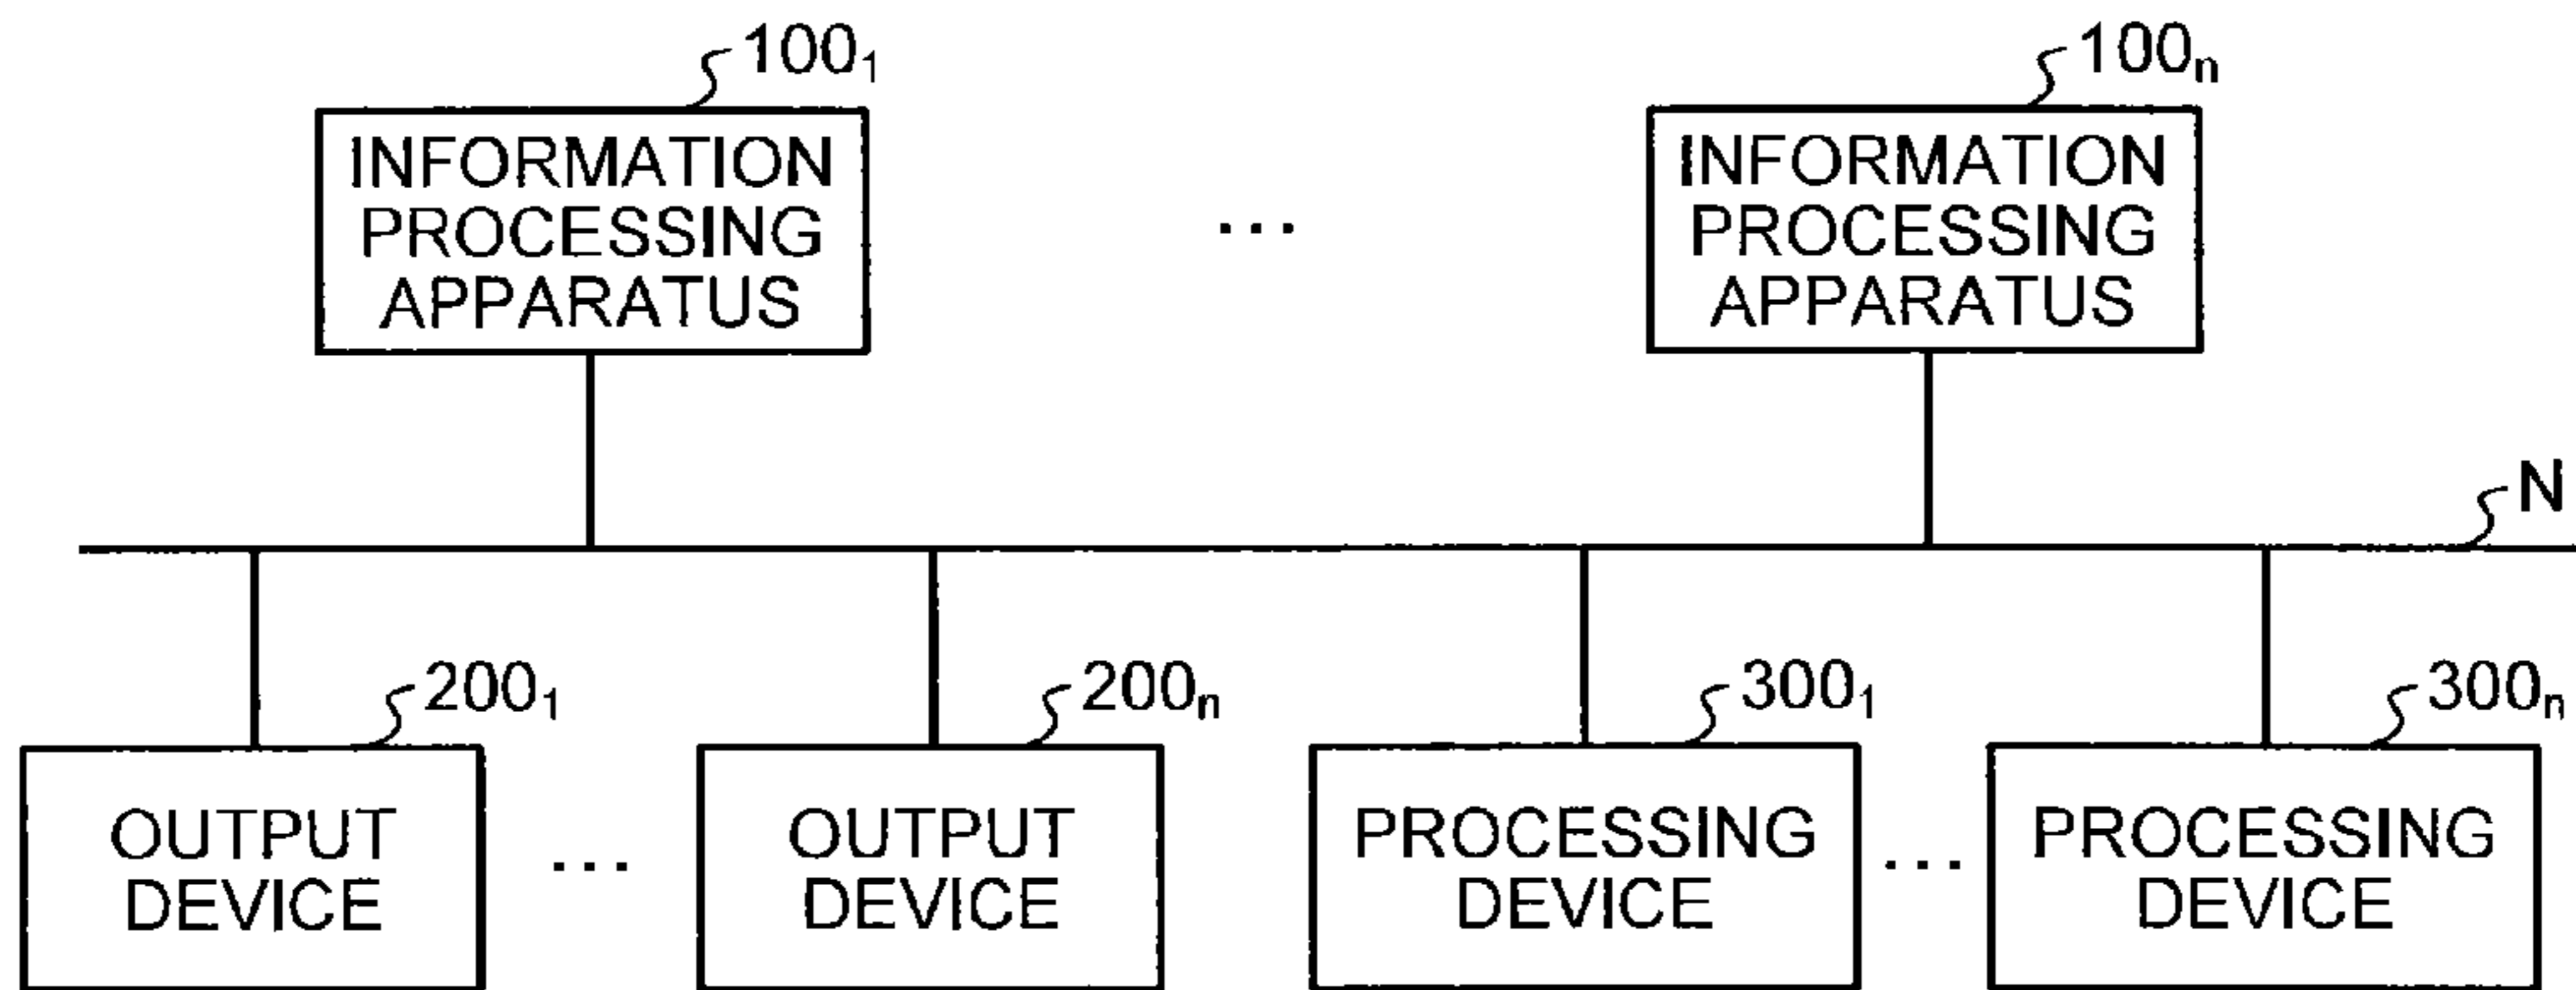 100₁
100ₙ
INFORMATION
PROCESSING
APPARATUS
...
INFORMATION
PROCESSING
APPARATUS
N
200₁
200ₙ
300₁
300ₙ
OUTPUT
DEVICE
...
OUTPUT
DEVICE
PROCESSING
DEVICE
...
PROCESSING
DEVICE